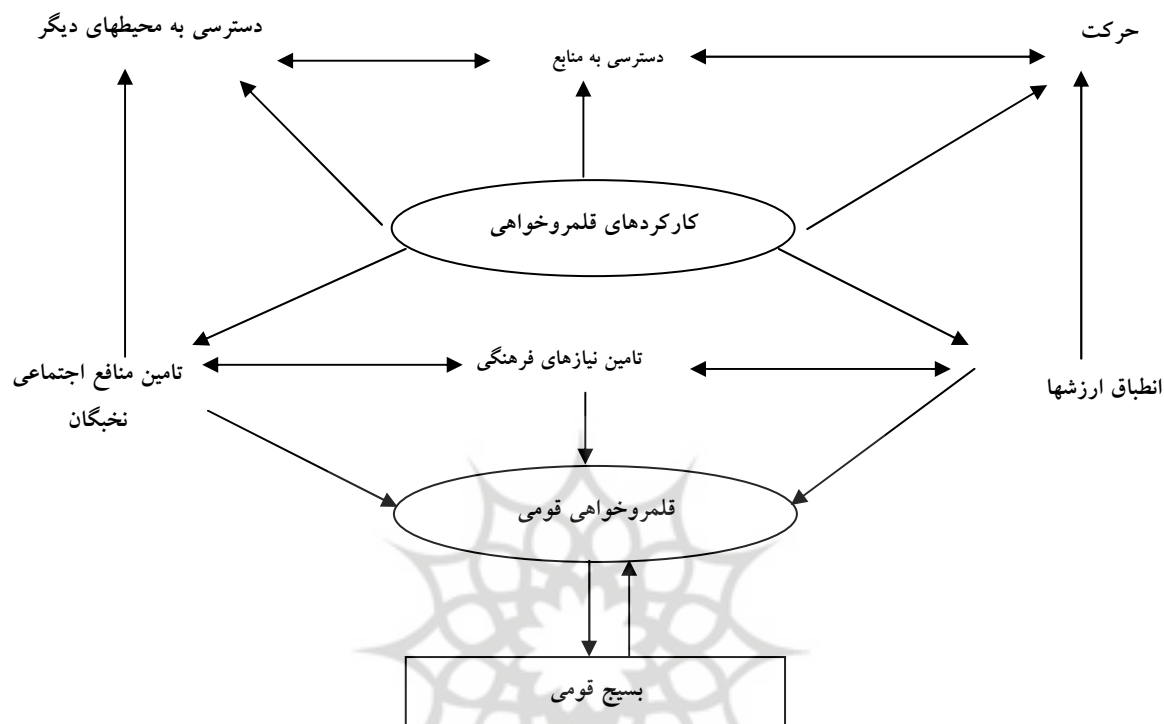 حرکت
دسترسی به منابع
دسترسی به محیطهای دیگر
کارکردهای قلمروخواهی
انطباق ارزشها
تامین نیازهای فرهنگی
تامین منافع اجتماعی
نخبگان
قلمروخواهی قومی
بسیج قومی